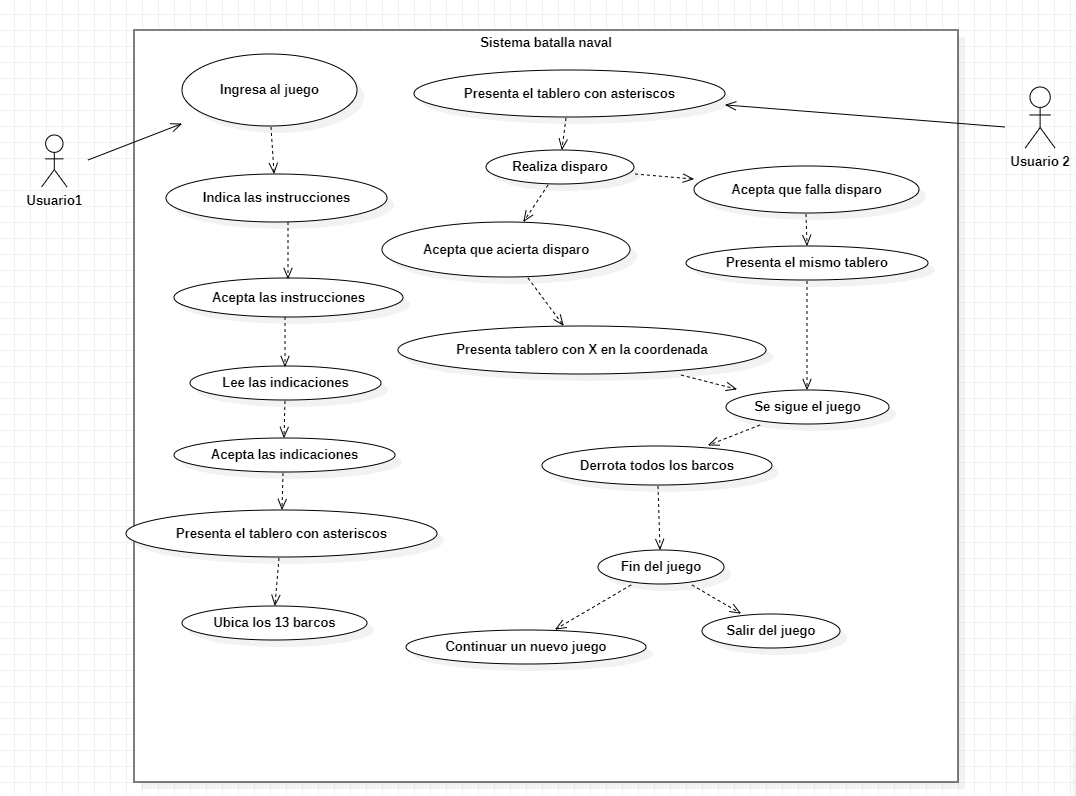 Sistema batalla naval
Usuario1
Ingresa al juego
Indica las instrucciones
Acepta las instrucciones
Lee las indicaciones
Acepta las indicaciones
Presenta el tablero con asteriscos
Ubica los 13 barcos
Usuario 2
Presenta el tablero con asteriscos
Realiza disparo
Acepta que falla disparo
Acepta que acierta disparo
Presenta el mismo tablero
Presenta tablero con X en la coordenada
Se sigue el juego
Derrota todos los barcos
Fin del juego
Continuar un nuevo juego
Salir del juego